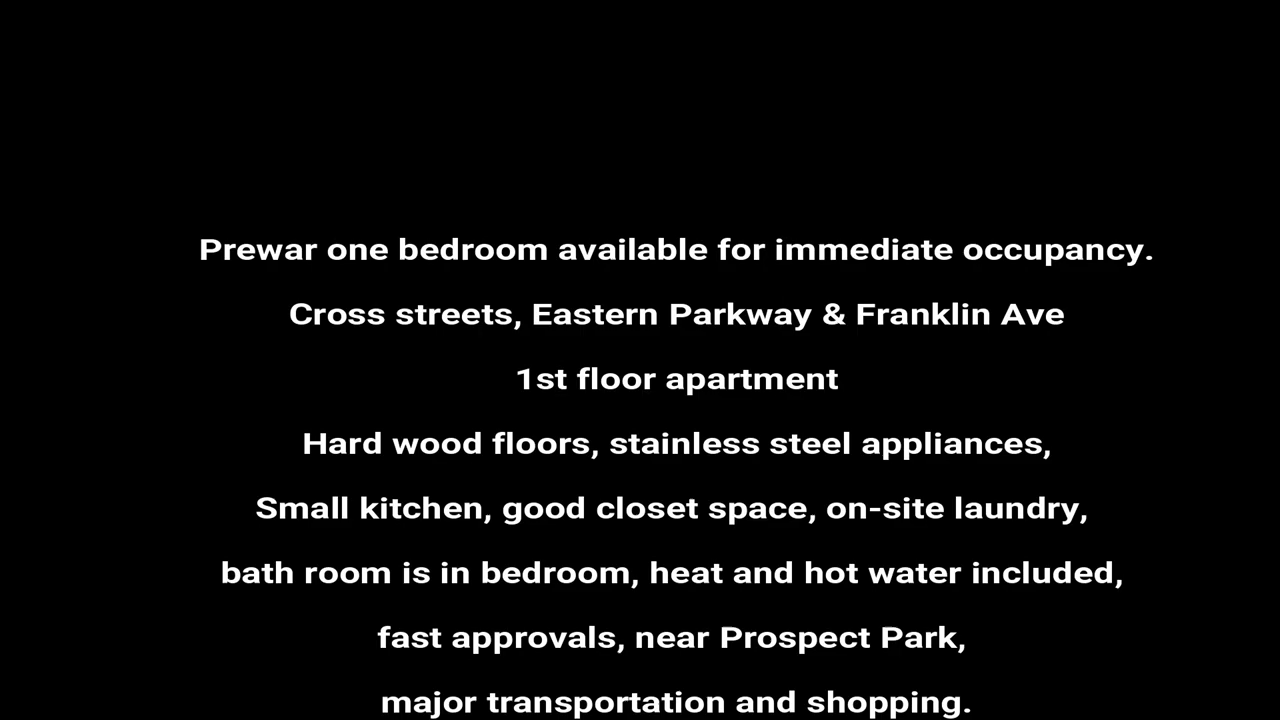 Prewar one bedroom available for immediate occupancy.
Cross streets, Eastern Parkway & Franklin Ave
1st floor apartment
Hard wood floors, stainless steel appliances,
Small kitchen, good closet space, on-site laundry,
bath room is in bedroom, heat and hot water included,
fast approvals, near Prospect Park,
major transportation and shopping.